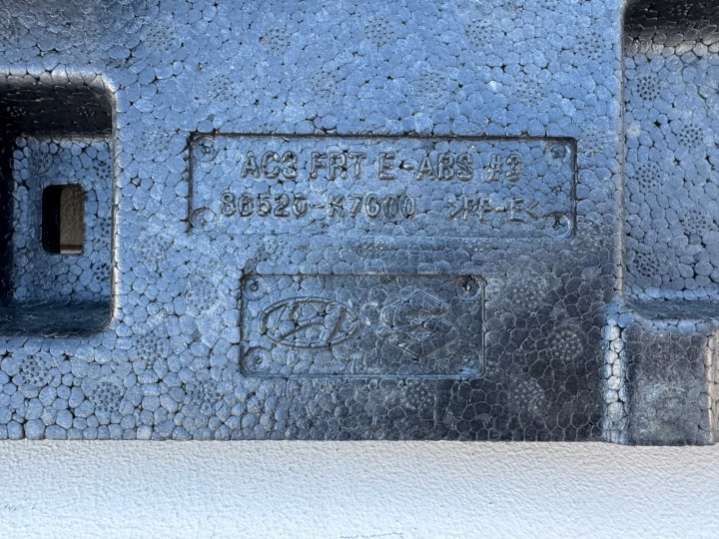 AC3 FRT E-ABS #3
86520-K7000 >PP-E<